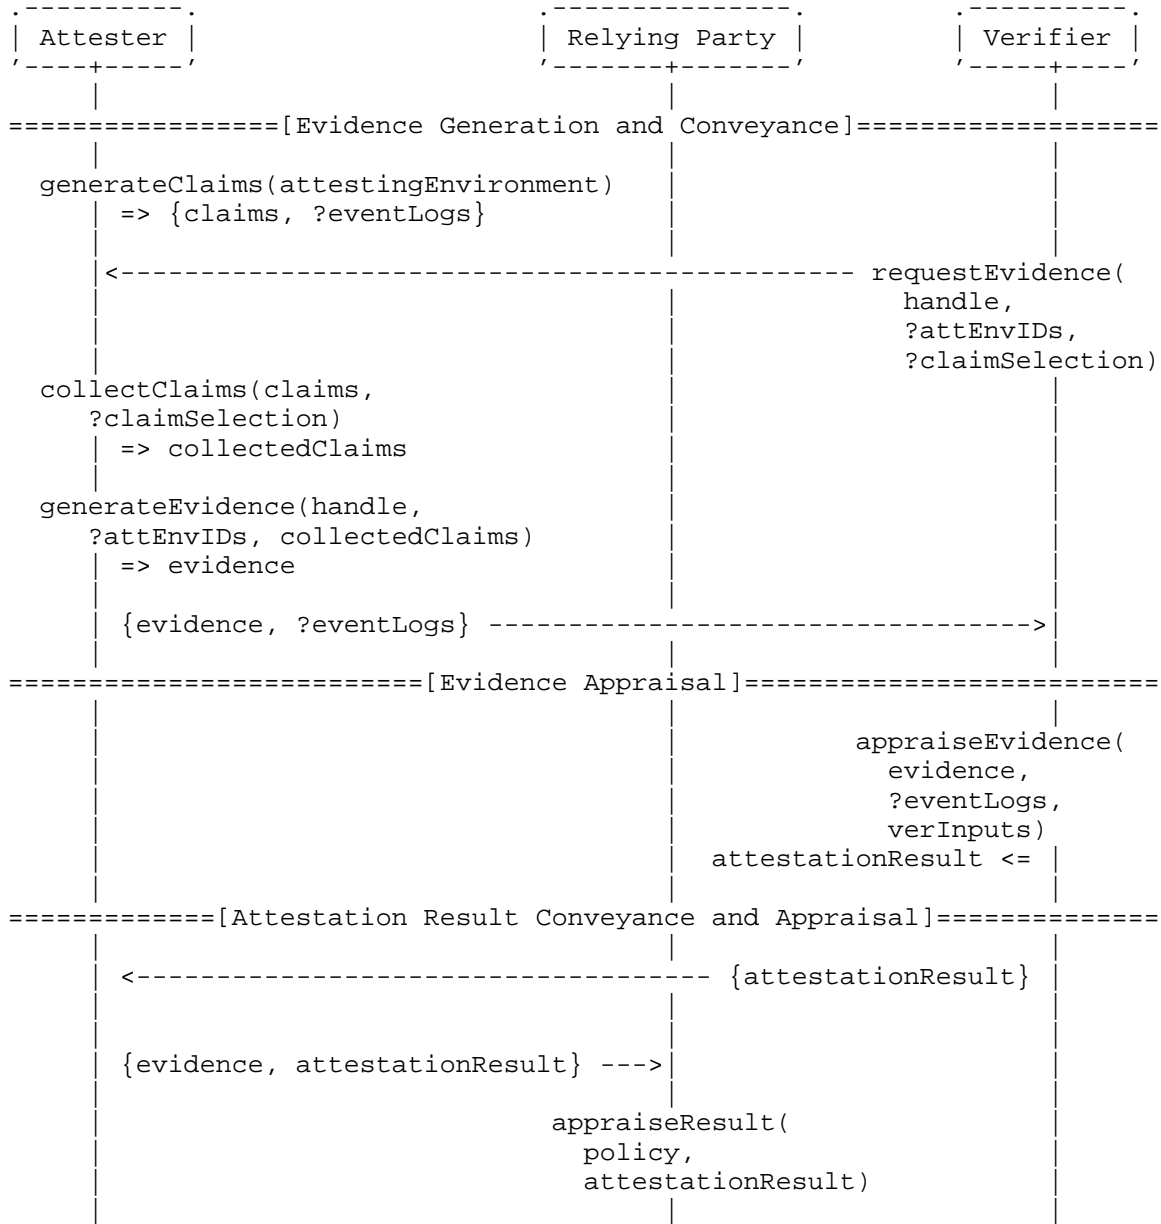 Attester Relying Party Verifier
[Evidence Generation and Conveyance]
generateClaims(attestingEnvironment)
=> {claims, ?eventLogs}
<---------------------------------------------- requestEvidence(
handle,
?attEnvIDs,
?claimSelection)
collectClaims(claims,
?claimSelection)
=> collectedClaims
generateEvidence(handle,
?attEnvIDs, collectedClaims)
=> evidence
{evidence, ?eventLogs} ---------------------------------->
[Evidence Appraisal]
appraiseEvidence(
evidence,
?eventLogs,
verInputs)
attestationResult <=
[Attestation Result Conveyance and Appraisal]
<------------------------------------ {attestationResult}
{evidence, attestationResult} --->
appraiseResult(
policy,
attestationResult)